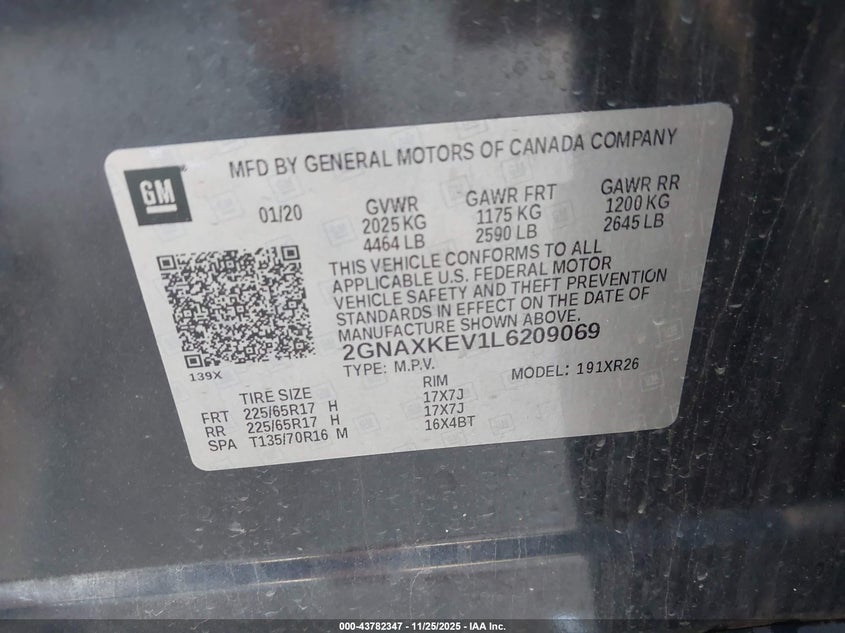 MFD BY GENERAL MOTORS OF CANADA COMPANY
GM
01/20
GVWR GAWR FRT GAWR RR
2025 KG 1175 KG 1200 KG
4464 LB 2590 LB 2645 LB
THIS VEHICLE CONFORMS TO ALL
APPLICABLE U.S. FEDERAL MOTOR
VEHICLE SAFETY AND THEFT PREVENTION
STANDARDS IN EFFECT ON THE DATE OF
MANUFACTURE SHOWN ABOVE.
2GNAXKEV1L6209069
139X
TYPE: M.P.V. MODEL: 191XR26
TIRE SIZE RIM
FRT 225/65R17 H 17X7J
RR 225/65R17 H 17X7J
SPA T135/70R16 M 16X4BT
000-43782347 - 11/25/2025 - IAA Inc.